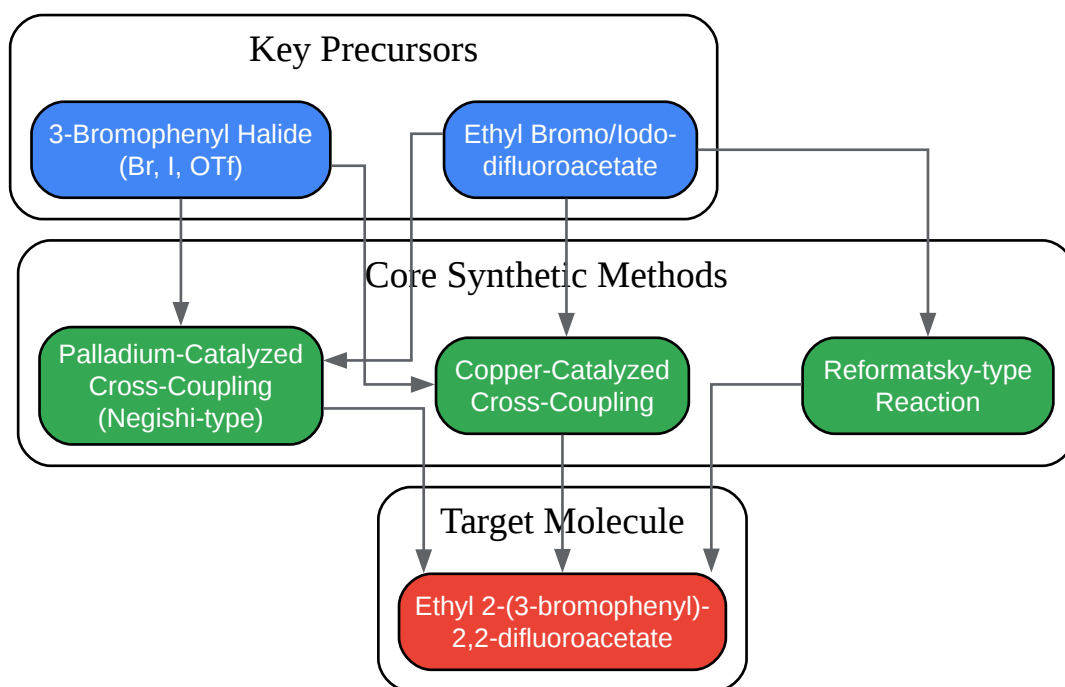 Key Precursors
3-Bromophenyl Halide
(Br, I, OTf)
Ethyl Bromo/Iodo-
difluoroacetate
Core Synthetic Methods
Palladium-Catalyzed
Cross-Coupling
(Negishi-type)
Copper-Catalyzed
Cross-Coupling
Reformatsky-type
Reaction
Target Molecule
Ethyl 2-(3-bromophenyl)-
2,2-difluoroacetate